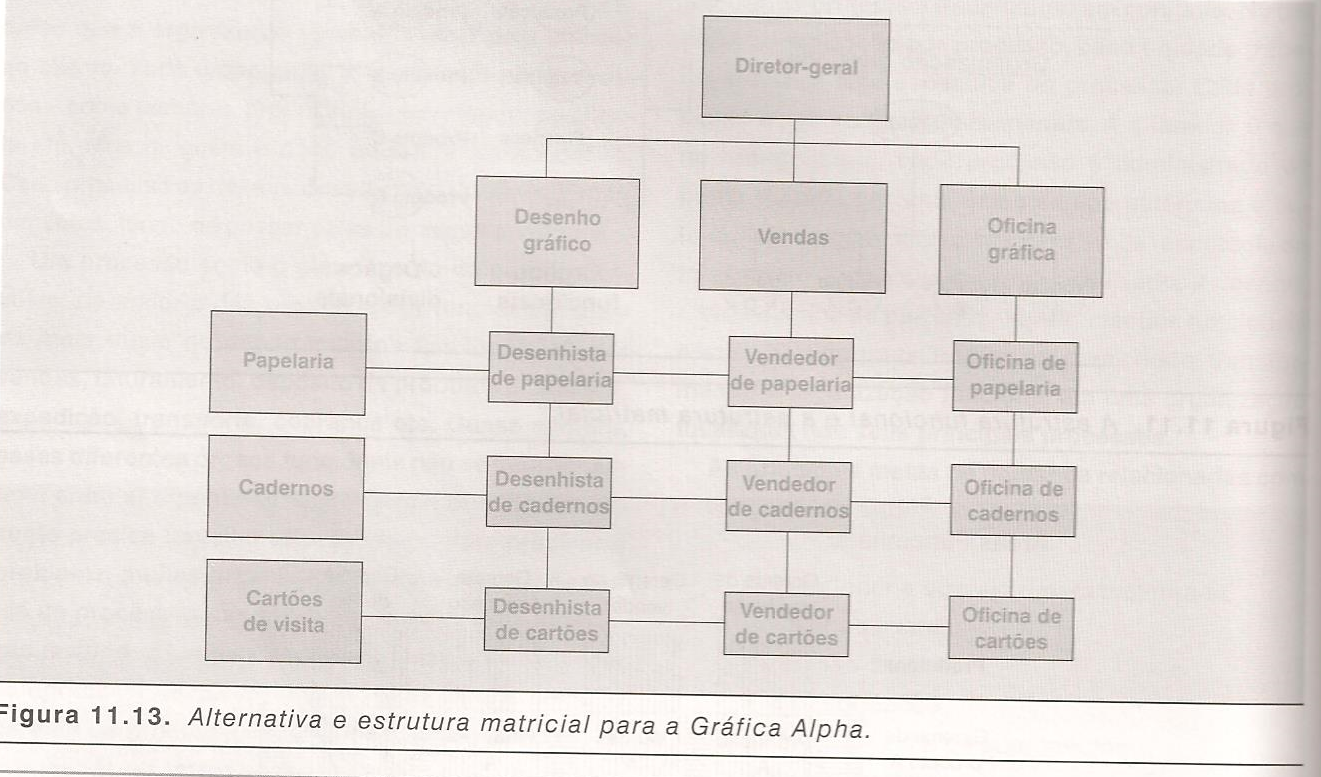 Diretor-geral
Desenho
gráfico
Vendas
Oficina
gráfica
Papelaria
Desenhista
de papelaria
Vendedor
de papelaria
Oficina de
papelaria
Cadernos
Desenhista
de cadernos
Vendedor
de cadernos
Oficina de
cadernos
Cartões
de visita
Desenhista
de cartões
Vendedor
de cartões
Oficina de
cartões
Figura 11.13. Alternativa e estrutura matricial para a Gráfica Alpha.